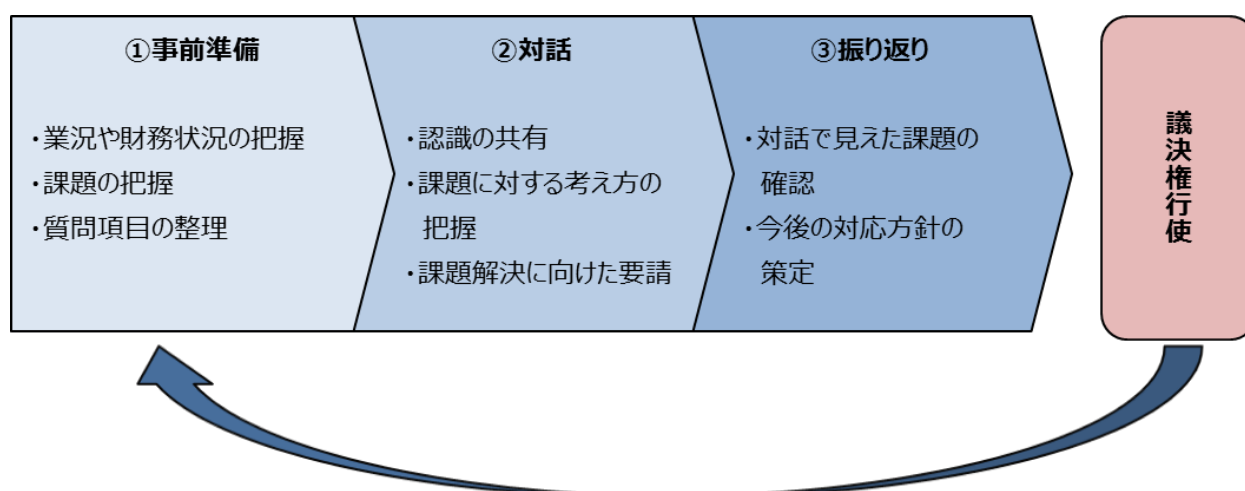 ①事前準備
・業況や財務状況の把握
・課題の把握
・質問項目の整理
②対話
・認識の共有
・課題に対する考え方の
把握
・課題解決に向けた要請
③振り返り
・対話で見えた課題の
確認
・今後の対応方針の
策定
議決権行使